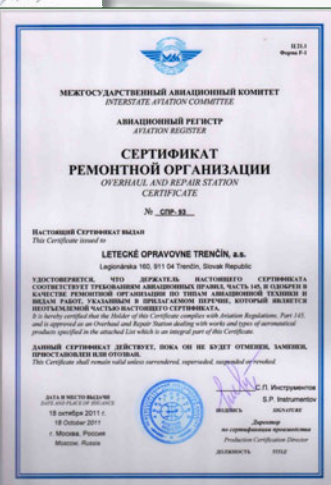 П.21.1
Форма F-1
МЕЖГОСУДАРСТВЕННЫЙ АВИАЦИОННЫЙ КОМИТЕТ
INTERSTATE AVIATION COMMITTEE
АВИАЦИОННЫЙ РЕГИСТР
AVIATION REGISTER
СЕРТИФИКАТ
РЕМОНТНОЙ ОРГАНИЗАЦИИ
OVERHAUL AND REPAIR STATION
CERTIFICATE
№ СПР- 93
НАСТОЯЩИЙ СЕРТИФИКАТ ВЫДАН
This Certificate issued to
LETECKÉ OPRAVOVNE TRENČÍN, a.s.
Legionárska 160, 911 04 Trenčín, Slovak Republic
УДОСТОВЕРЯЕТСЯ, ЧТО ДЕРЖАТЕЛЬ НАСТОЯЩЕГО СЕРТИФИКАТА
СООТВЕТСТВУЕТ ТРЕБОВАНИЯМ АВИАЦИОННЫХ ПРАВИЛ, ЧАСТЬ 145, И ОДОБРЕН В
КАЧЕСТВЕ РЕМОНТНОЙ ОРГАНИЗАЦИИ ПО ТИПАМ АВИАЦИОННОЙ ТЕХНИКИ И
ВИДАМ РАБОТ, УКАЗАННЫМ В ПРИЛАГАЕМОМ ПЕРЕЧНЕ, КОТОРЫЙ ЯВЛЯЕТСЯ
НЕОТЪЕМЛЕМОЙ ЧАСТЬЮ НАСТОЯЩЕГО СЕРТИФИКАТА.
It is hereby certified that the Holder of this Certificate complies with Aviation Regulations. Part 145.
and is approved as an Overhaul and Repair Station dealing with works and types of aeronautical
products specified in the attached List which is an integral part of this Certificate.
ДАННЫЙ СЕРТИФИКАТ ДЕЙСТВУЕТ, ПОКА ОН НЕ БУДЕТ ОТМЕНЕН, ЗАМЕНЕН,
ПРИОСТАНОВЛЕН ИЛИ ОТОЗВАН.
This Certificate shall remain valid unless surrendered, superseded, suspended or revoked.
С.П. Инструментов
S.P. Instrumentov
ДАТА И МЕСТО ВЫДАЧИ
DATE AND PLACE OF ISSUANCE
ПОДПИСЬ SIGNATURE
18 октября 2011 г.
18 October 2011
Директор
по сертификации производства
Production Certification Director
г. Москва, Россия
Moscow, Russia
ДОЛЖНОСТЬ TITLE